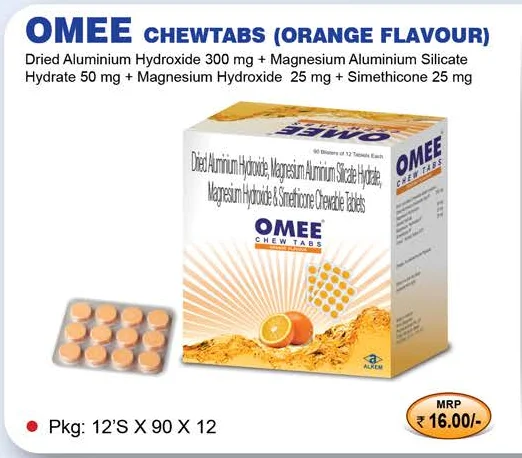 OMEE CHEWTABS (ORANGE FLAVOUR)
Dried Aluminium Hydroxide 300 mg + Magnesium Aluminium Silicate
Hydrate 50 mg + Magnesium Hydroxide 25 mg + Simethicone 25 mg
90 Blisters of 12 Tablets Each
Dried Aluminium Hydroxide, Magnesium Aluminium Silicate Hydrate,
Magnesium Hydroxide & Simethicone Chewable Tablets
OMEE®
CHEW TABS
ORANGE FLAVOUR
ALKEM
OMEE®
CHEW TABS
Pkg: 12'S X 90 X 12
MRP
₹ 16.00/-